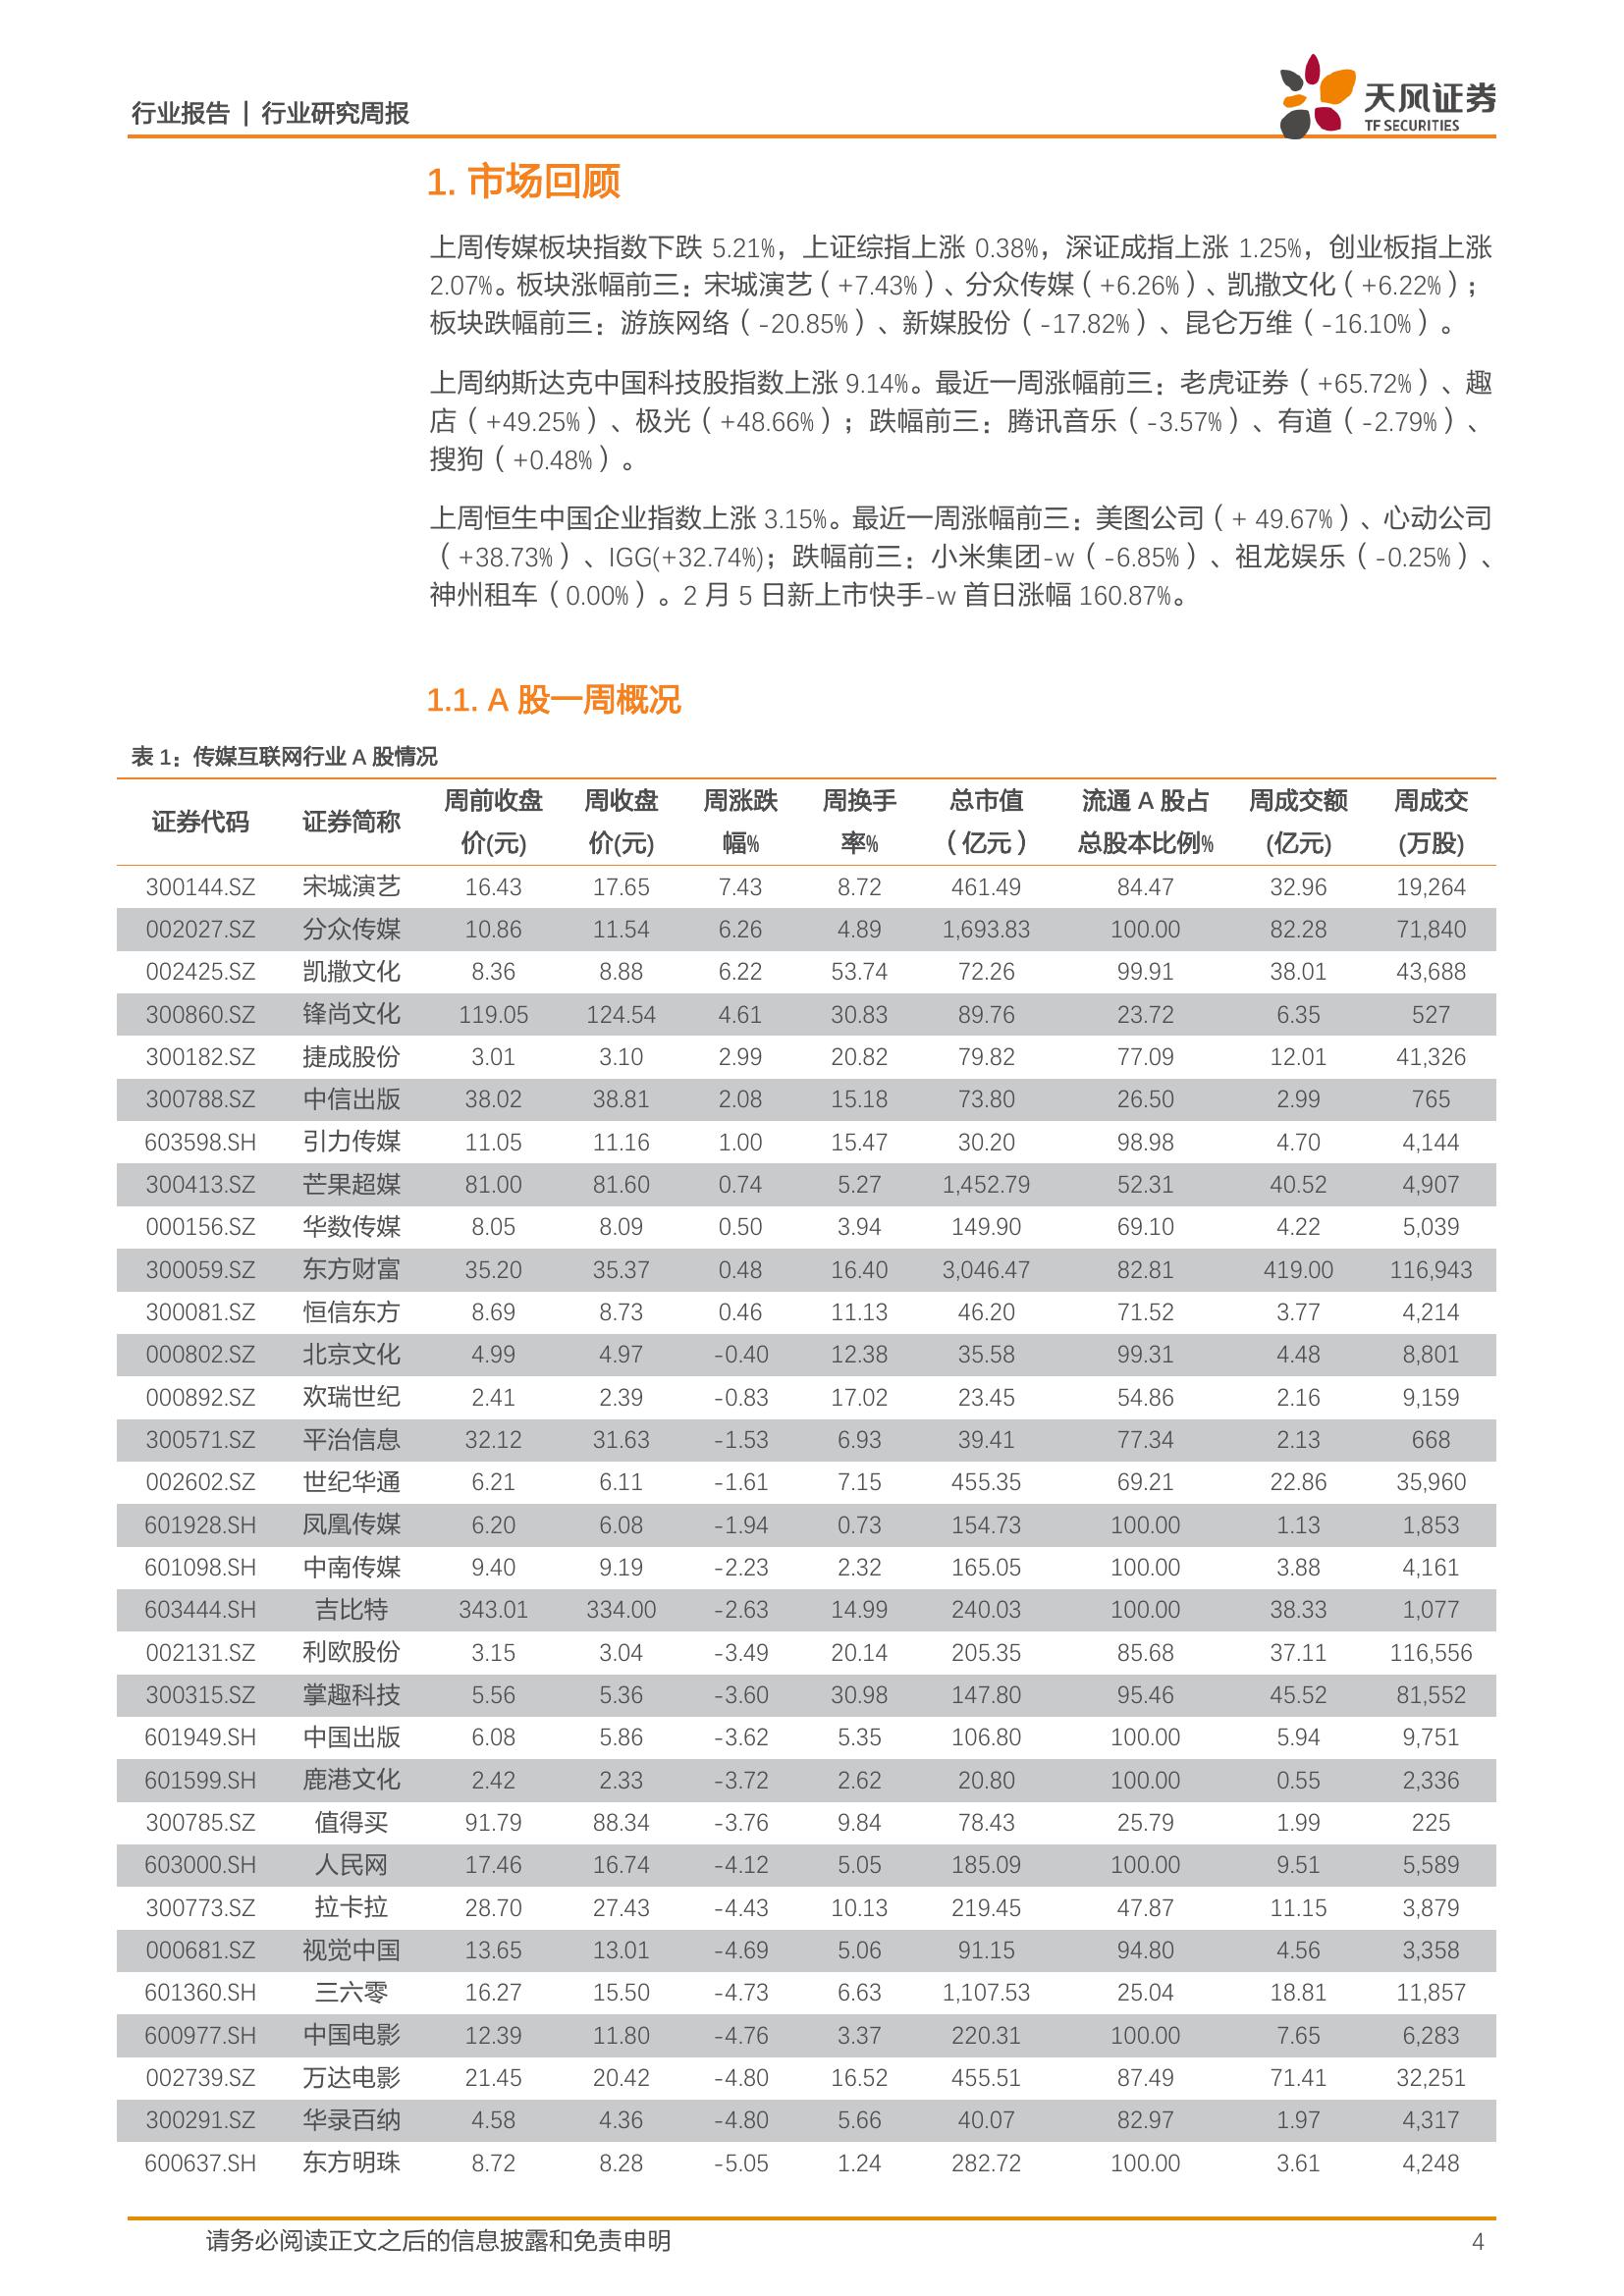 行业报告 | 行业研究周报
天风证券
TF SECURITIES
1. 市场回顾
上周传媒板块指数下跌 5.21%，上证综指上涨 0.38%，深证成指上涨 1.25%，创业板指上涨
2.07%。板块涨幅前三：宋城演艺（+7.43%）、分众传媒（+6.26%）、凯撒文化（+6.22%）；
板块跌幅前三：游族网络（-20.85%）、新媒股份（-17.82%）、昆仑万维（-16.10%）。
上周纳斯达克中国科技股指数上涨 9.14%。最近一周涨幅前三：老虎证券（+65.72%）、趣
店（+49.25%）、极光（+48.66%）；跌幅前三：腾讯音乐（-3.57%）、有道（-2.79%）、
搜狗（+0.48%）。
上周恒生中国企业指数上涨 3.15%。最近一周涨幅前三：美图公司（+ 49.67%）、心动公司
（+38.73%）、IGG(+32.74%)；跌幅前三：小米集团-w（-6.85%）、祖龙娱乐（-0.25%）、
神州租车（0.00%）。2 月 5 日新上市快手-w 首日涨幅 160.87%。
1.1. A 股一周概况
表 1：传媒互联网行业 A 股情况
证券代码 证券简称 周前收盘价(元) 周收盘价(元) 周涨跌幅% 周换手率% 总市值（亿元） 流通 A 股占总股本比例% 周成交额(亿元) 周成交(万股)
300144.SZ 宋城演艺 16.43 17.65 7.43 8.72 461.49 84.47 32.96 19,264
002027.SZ 分众传媒 10.86 11.54 6.26 4.89 1,693.83 100.00 82.28 71,840
002425.SZ 凯撒文化 8.36 8.88 6.22 53.74 72.26 99.91 38.01 43,688
300860.SZ 锋尚文化 119.05 124.54 4.61 30.83 89.76 23.72 6.35 527
300182.SZ 捷成股份 3.01 3.10 2.99 20.82 79.82 77.09 12.01 41,326
300788.SZ 中信出版 38.02 38.81 2.08 15.18 73.80 26.50 2.99 765
603598.SH 引力传媒 11.05 11.16 1.00 15.47 30.20 98.98 4.70 4,144
300413.SZ 芒果超媒 81.00 81.60 0.74 5.27 1,452.79 52.31 40.52 4,907
000156.SZ 华数传媒 8.05 8.09 0.50 3.94 149.90 69.10 4.22 5,039
300059.SZ 东方财富 35.20 35.37 0.48 16.40 3,046.47 82.81 419.00 116,943
300081.SZ 恒信东方 8.69 8.73 0.46 11.13 46.20 71.52 3.77 4,214
000802.SZ 北京文化 4.99 4.97 -0.40 12.38 35.58 99.31 4.48 8,801
000892.SZ 欢瑞世纪 2.41 2.39 -0.83 17.02 23.45 54.86 2.16 9,159
300571.SZ 平治信息 32.12 31.63 -1.53 6.93 39.41 77.34 2.13 668
002602.SZ 世纪华通 6.21 6.11 -1.61 7.15 455.35 69.21 22.86 35,960
601928.SH 凤凰传媒 6.20 6.08 -1.94 0.73 154.73 100.00 1.13 1,853
601098.SH 中南传媒 9.40 9.19 -2.23 2.32 165.05 100.00 3.88 4,161
603444.SH 吉比特 343.01 334.00 -2.63 14.99 240.03 100.00 38.33 1,077
002131.SZ 利欧股份 3.15 3.04 -3.49 20.14 205.35 85.68 37.11 116,556
300315.SZ 掌趣科技 5.56 5.36 -3.60 30.98 147.80 95.46 45.52 81,552
601949.SH 中国出版 6.08 5.86 -3.62 5.35 106.80 100.00 5.94 9,751
601599.SH 鹿港文化 2.42 2.33 -3.72 2.62 20.80 100.00 0.55 2,336
300785.SZ 值得买 91.79 88.34 -3.76 9.84 78.43 25.79 1.99 225
603000.SH 人民网 17.46 16.74 -4.12 5.05 185.09 100.00 9.51 5,589
300773.SZ 拉卡拉 28.70 27.43 -4.43 10.13 219.45 47.87 11.15 3,879
000681.SZ 视觉中国 13.65 13.01 -4.69 5.06 91.15 94.80 4.56 3,358
601360.SH 三六零 16.27 15.50 -4.73 6.63 1,107.53 25.04 18.81 11,857
600977.SH 中国电影 12.39 11.80 -4.76 3.37 220.31 100.00 7.65 6,283
002739.SZ 万达电影 21.45 20.42 -4.80 16.52 455.51 87.49 71.41 32,251
300291.SZ 华录百纳 4.58 4.36 -4.80 5.66 40.07 82.97 1.97 4,317
600637.SH 东方明珠 8.72 8.28 -5.05 1.24 282.72 100.00 3.61 4,248
请务必阅读正文之后的信息披露和免责申明 4